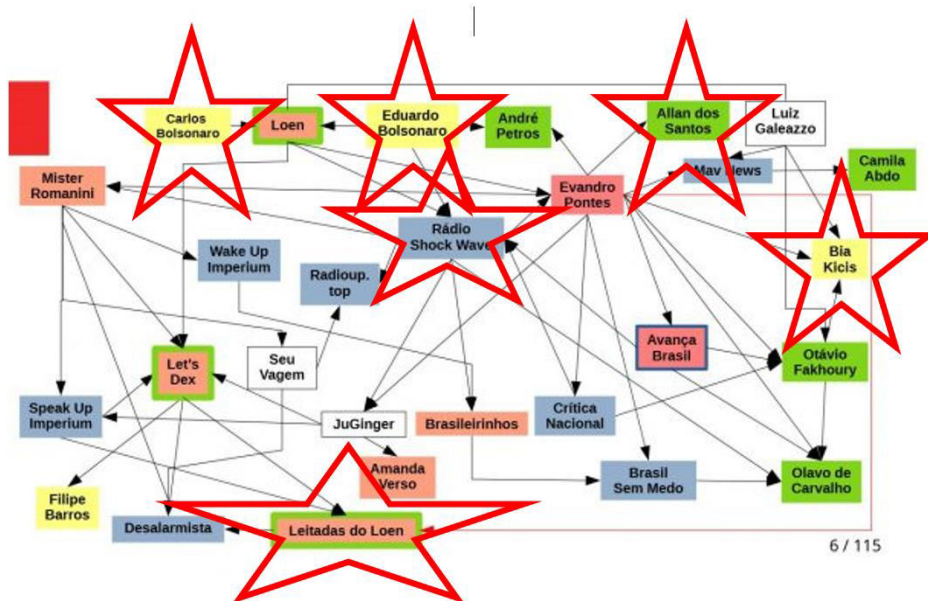 Carlos
Bolsonaro
Loen
Eduardo
Bolsonaro
André
Petros
Allan dos
Santos
Luiz
Galeazzo
Mister
Romanini
Evandro
Pontes
Mav News
Camila
Abdo
Wake Up
Imperium
Radioup.
top
Rádio
Shock Wave
Bia
Kicis
Let's
Dex
Seu
Vagem
Avança
Brasil
Otávio
Fakhoury
Speak Up
Imperium
JuGinger
Brasileirinhos
Crítica
Nacional
Amanda
Verso
Brasil
Sem Medo
Olavo de
Carvalho
Filipe
Barros
Desalarmista
Leitadas do Loen
6 / 115